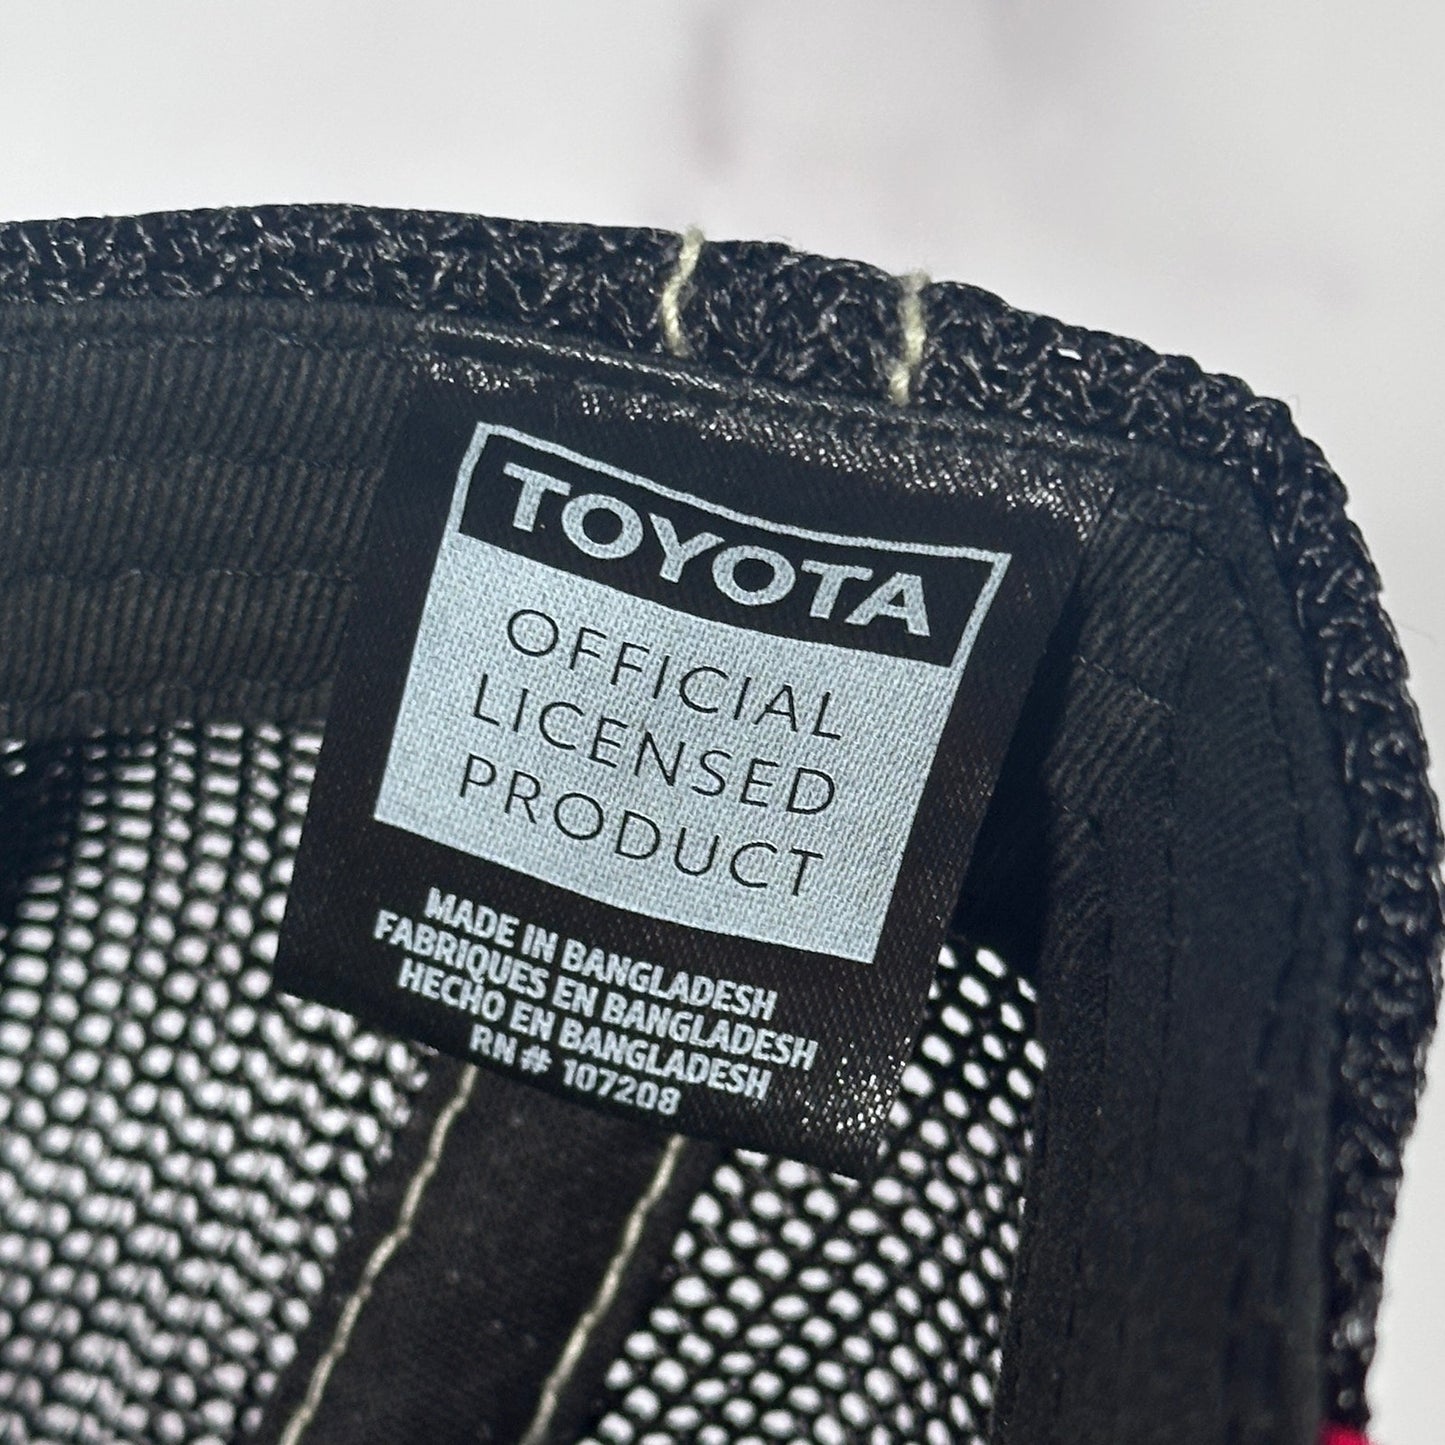 TOYOTA
OFFICIAL
LICENSED
PRODUCT
MADE IN BANGLADESH
FABRIQUES EN BANGLADESH
HECHO EN BANGLADESH
RN# 107208